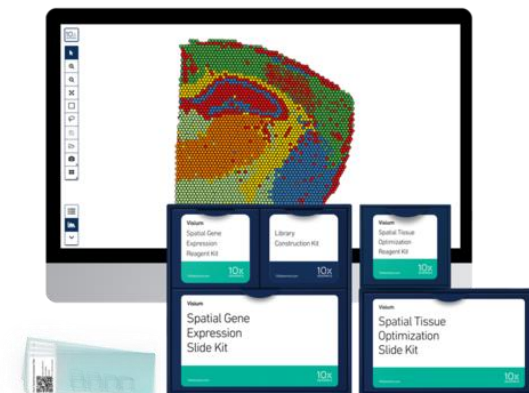 10x
Visium
Spatial Gene
Expression
Reagent Kit
10x
Library
Construction Kit
10x
Visium
Spatial Tissue
Optimization
Reagent Kit
10x
Visium
Spatial Gene
Expression
Slide Kit
10x
Visium
Spatial Tissue
Optimization
Slide Kit
10x